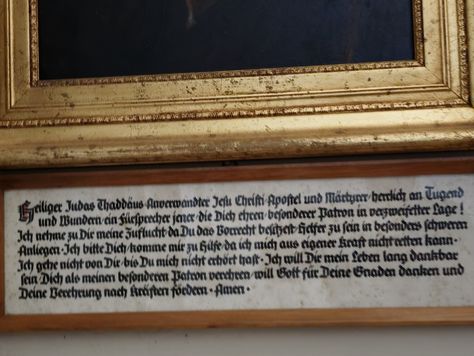 Heiliger Judas Thaddäus · Anverwandter Jesu Christi · Apostel und Märtyrer · herrlich an Tugend
und Wundern · ein Fürsprecher jener · die Dich ehren · besonderer Patron in verzweifelter Lage !
Ich nehme zu Dir meine Zuflucht · da Du das Vorrecht besitzest · Helfer zu sein in besonders schweren
Anliegen · Ich bitte Dich · komme mir zu Hilfe · da ich mich aus eigener Kraft nicht retten kann ·
Ich gehe nicht von Dir · bis Du mich nicht erhört hast · Ich will Dir mein Leben lang dankbar
sein · Dich als meinen besonderen Patron verehren · will Gott für Deine Gnaden danken und
Deine Verehrung nach Kräften fördern · Amen ·